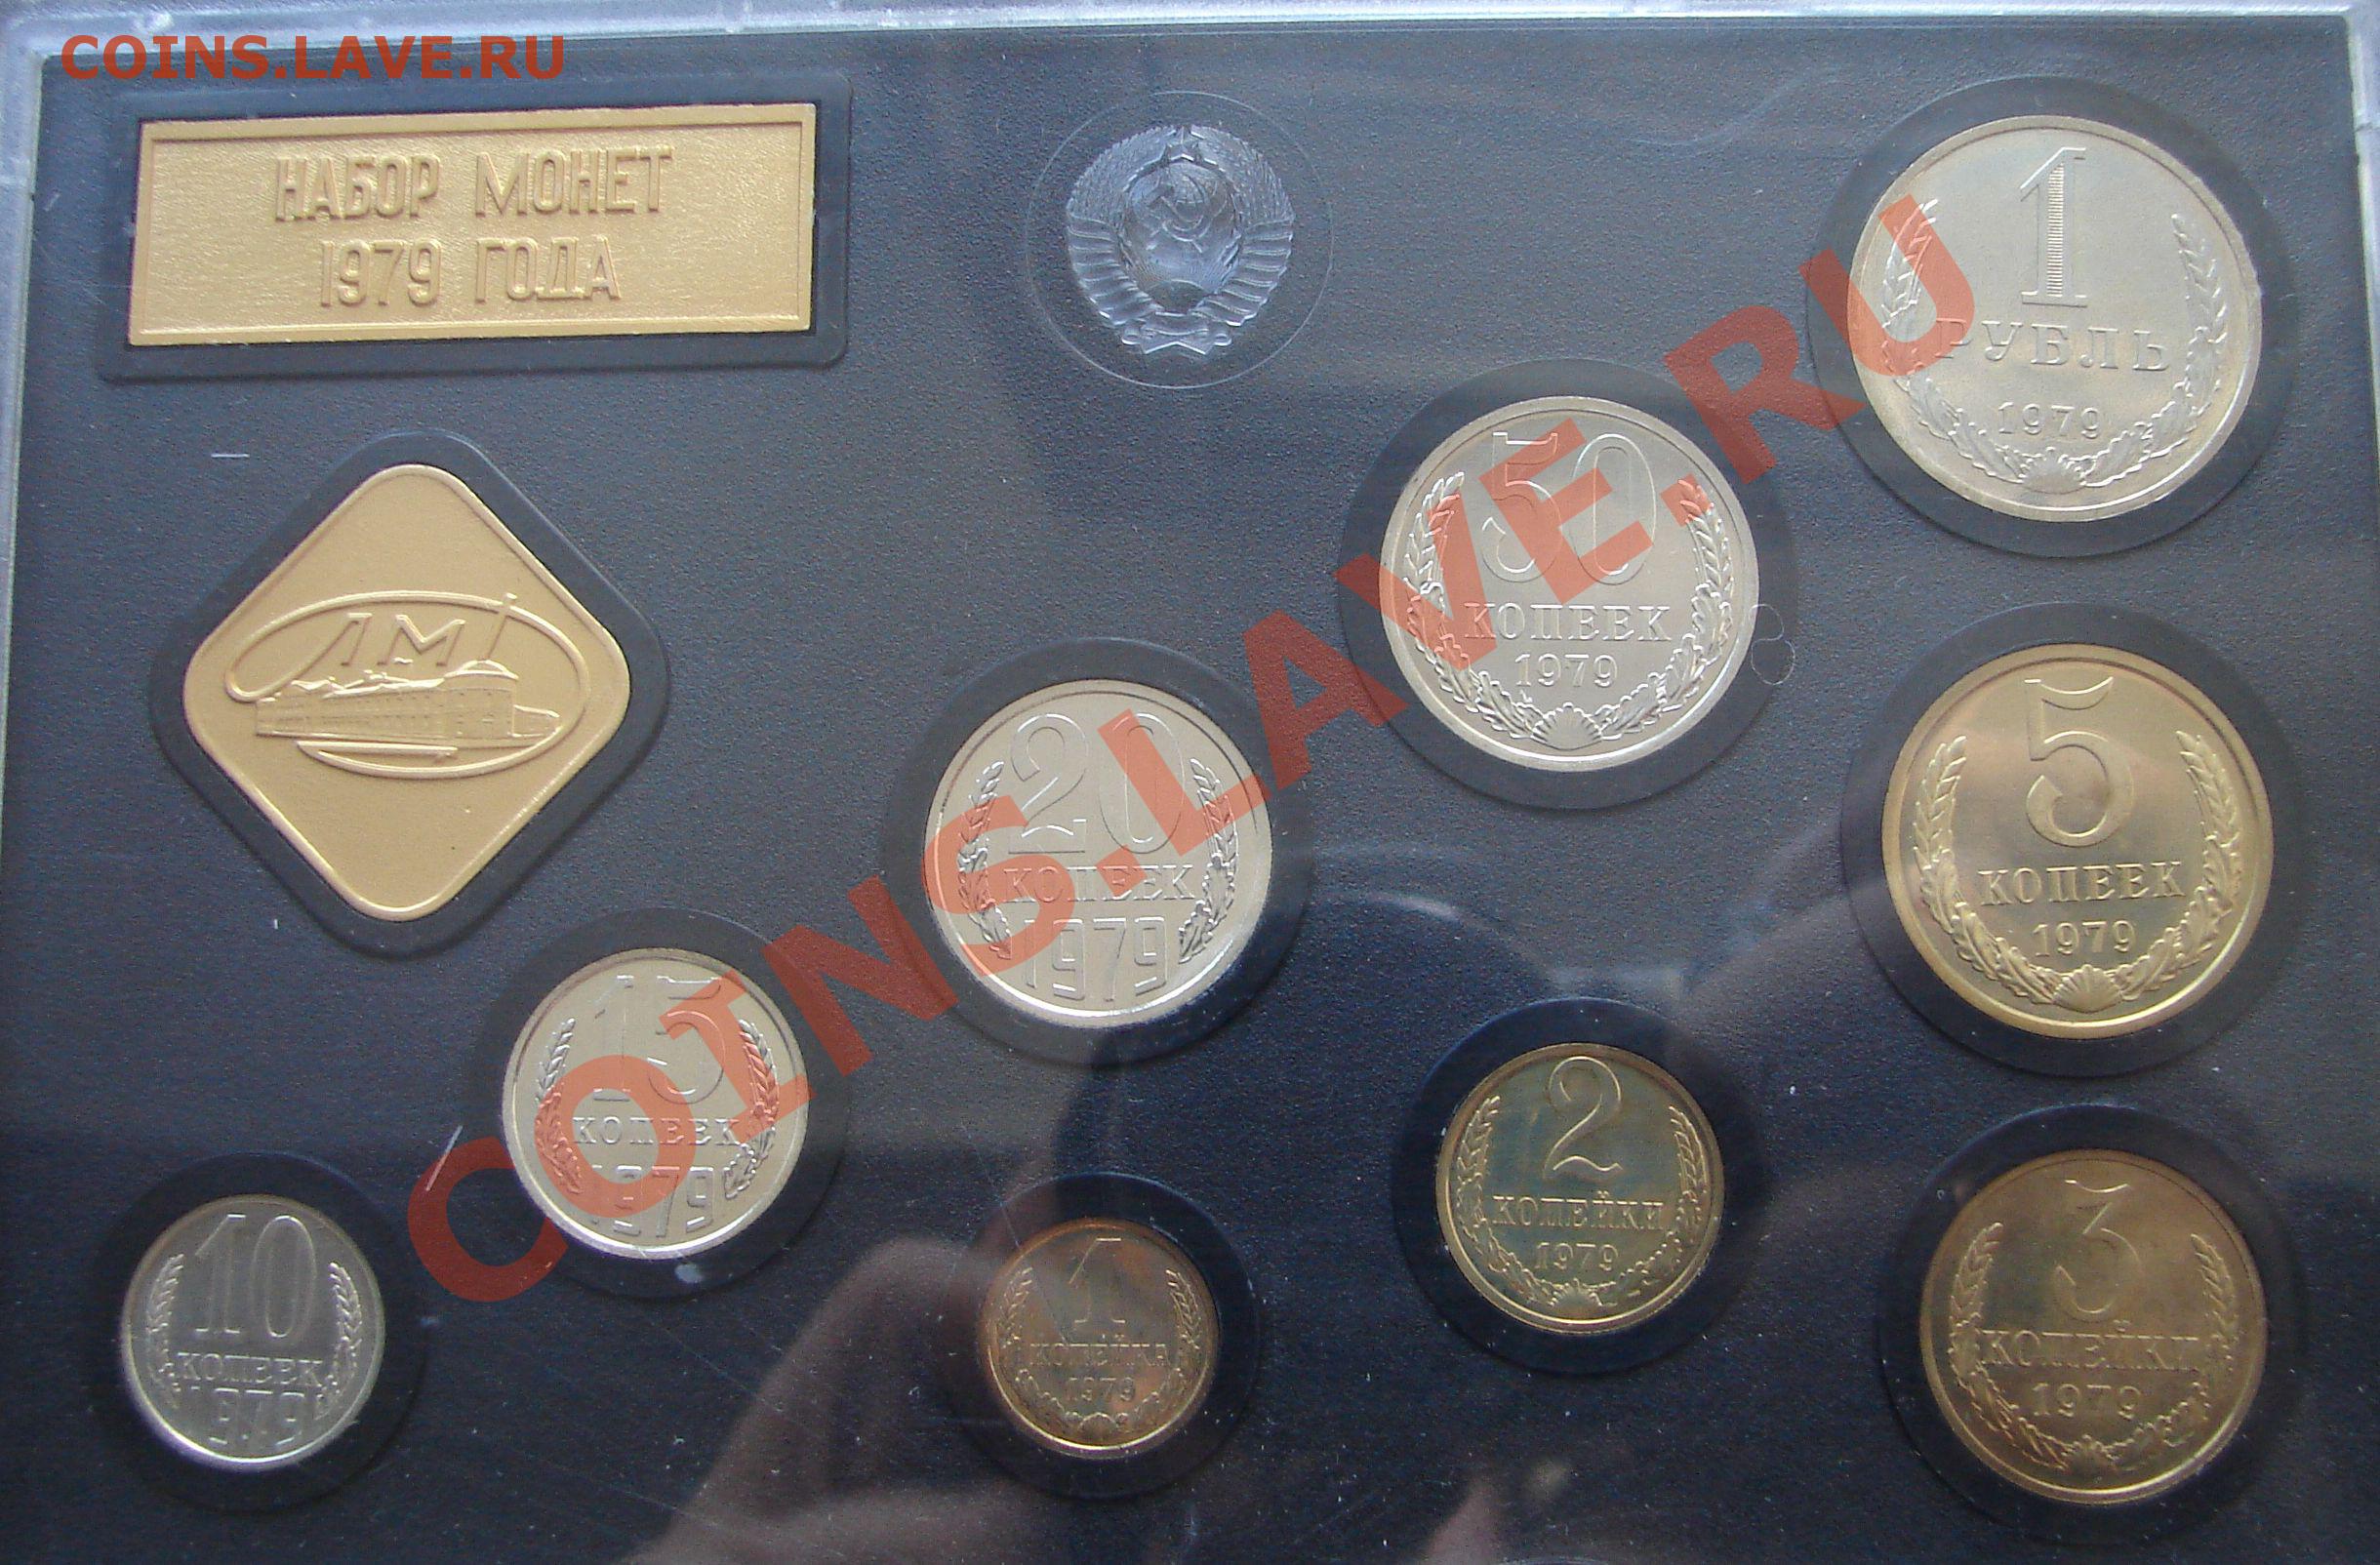 COINS.LAVE.RU
НАБОР МОНЕТ
1979 ГОДА
1
РУБЛЬ
1979
50
КОПЕЕК
1979
ЛМД
20
КОПЕЕК
1979
5
КОПЕЕК
1979
15
КОПЕЕК
1979
2
КОПЕЙКИ
1979
10
КОПЕЕК
1979
1
КОПЕЙКА
1979
3
КОПЕЙКИ
1979
COINS.LAVE.RU